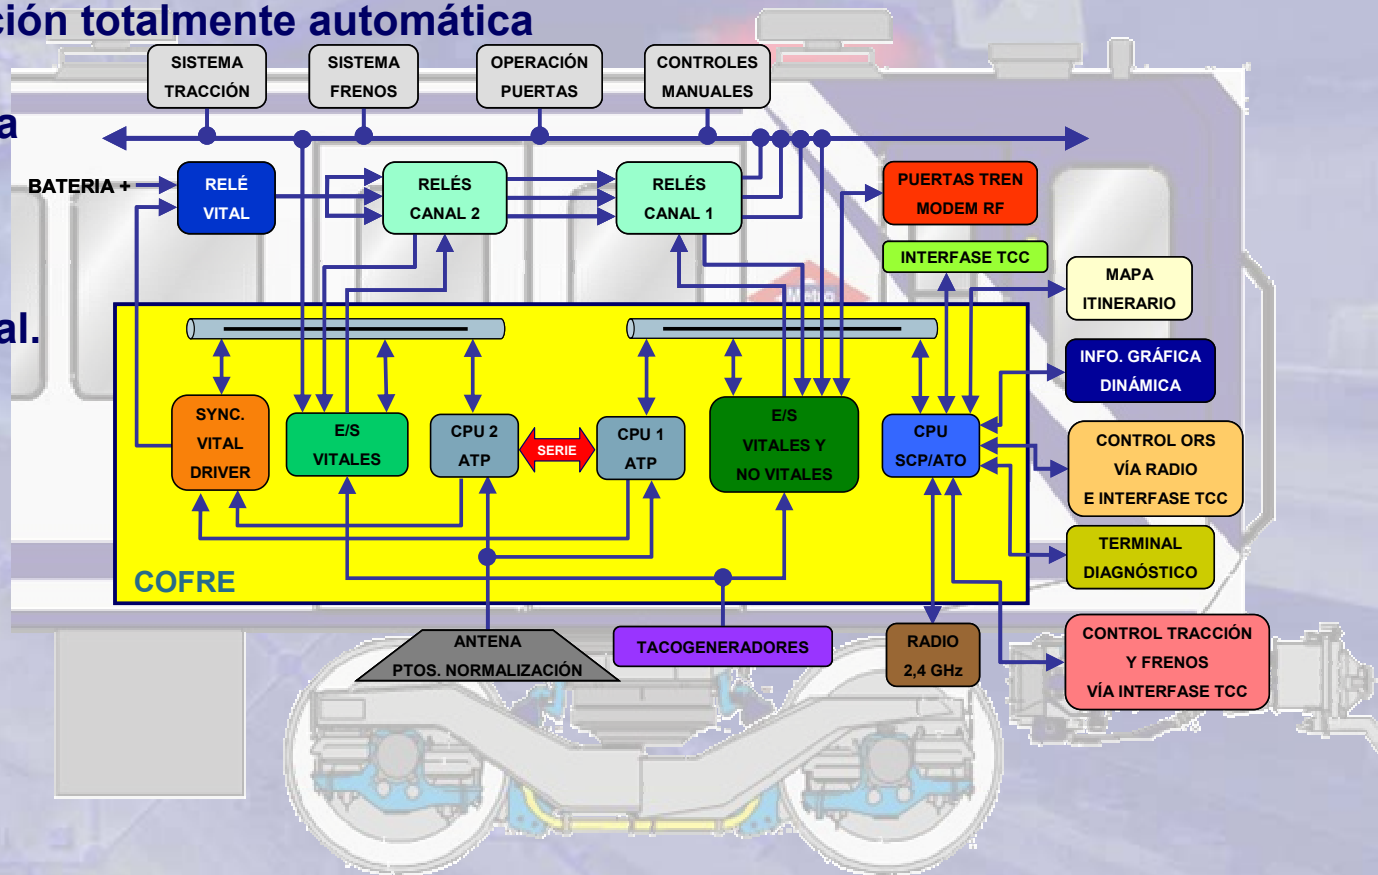 ción totalmente automática
SISTEMA
TRACCIÓN
SISTEMA
FRENOS
OPERACIÓN
PUERTAS
CONTROLES
MANUALES
a
BATERIA +
RELÉ
VITAL
RELÉS
CANAL 2
RELÉS
CANAL 1
PUERTAS TREN
MODEM RF
INTERFASE TCC
MAPA
ITINERARIO
al.
INFO. GRÁFICA
DINÁMICA
SYNC.
VITAL
DRIVER
E/S
VITALES
CPU 2
ATP
SERIE
CPU 1
ATP
E/S
VITALES Y
NO VITALES
CPU
SCP/ATO
CONTROL ORS
VÍA RADIO
E INTERFASE TCC
TERMINAL
DIAGNÓSTICO
COFRE
ANTENA
PTOS. NORMALIZACIÓN
TACOGENERADORES
RADIO
2,4 GHz
CONTROL TRACCIÓN
Y FRENOS
VÍA INTERFASE TCC